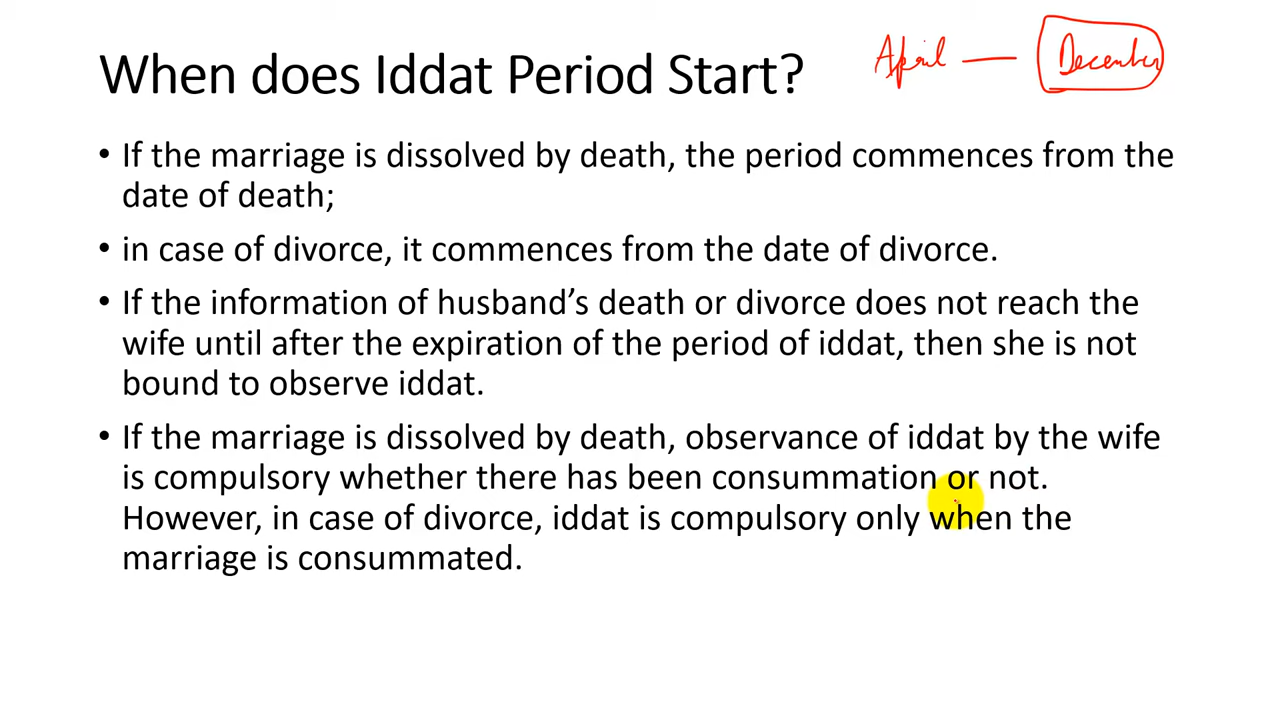 When does Iddat Period Start?
April — December
• If the marriage is dissolved by death, the period commences from the
date of death;
• in case of divorce, it commences from the date of divorce.
• If the information of husband’s death or divorce does not reach the
wife until after the expiration of the period of iddat, then she is not
bound to observe iddat.
• If the marriage is dissolved by death, observance of iddat by the wife
is compulsory whether there has been consummation or not.
However, in case of divorce, iddat is compulsory only when the
marriage is consummated.